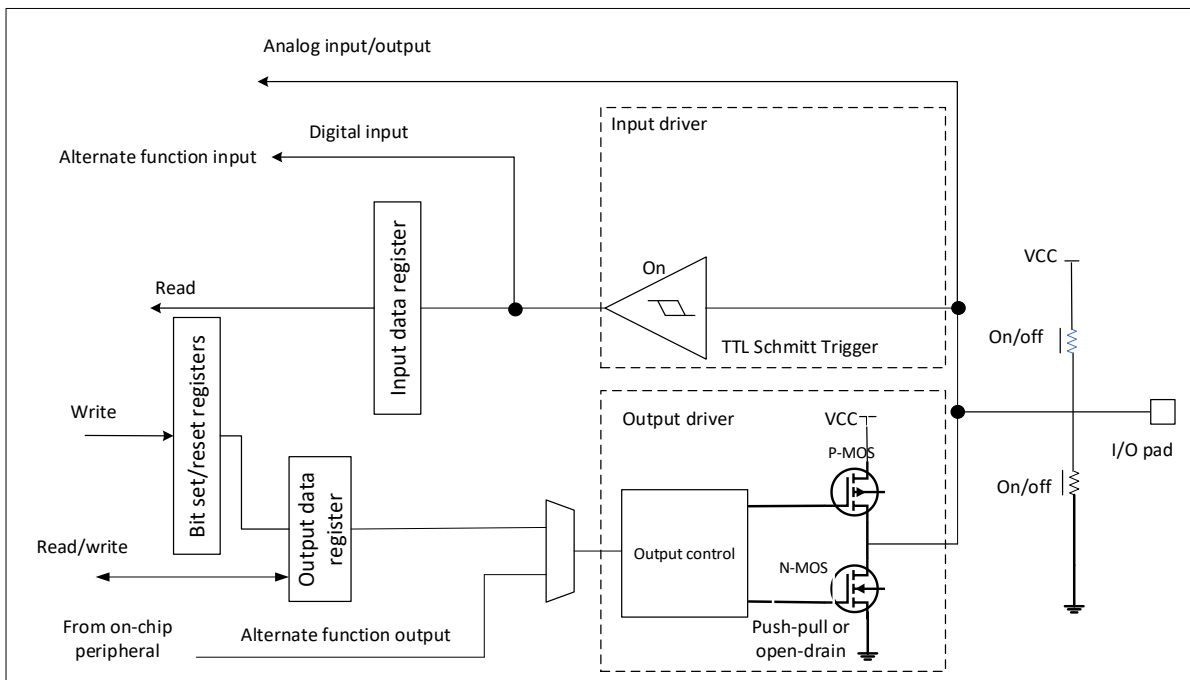 Analog input/output
Input driver
Digital input
Alternate function input
Input data register
On
VCC
Read
On/off
TTL Schmitt Trigger
Bit set/reset registers
Write
Output driver
VCC
I/O pad
P-MOS
On/off
Output data
register
Read/write
Output control
N-MOS
From on-chip
peripheral
Alternate function output
Push-pull or
open-drain